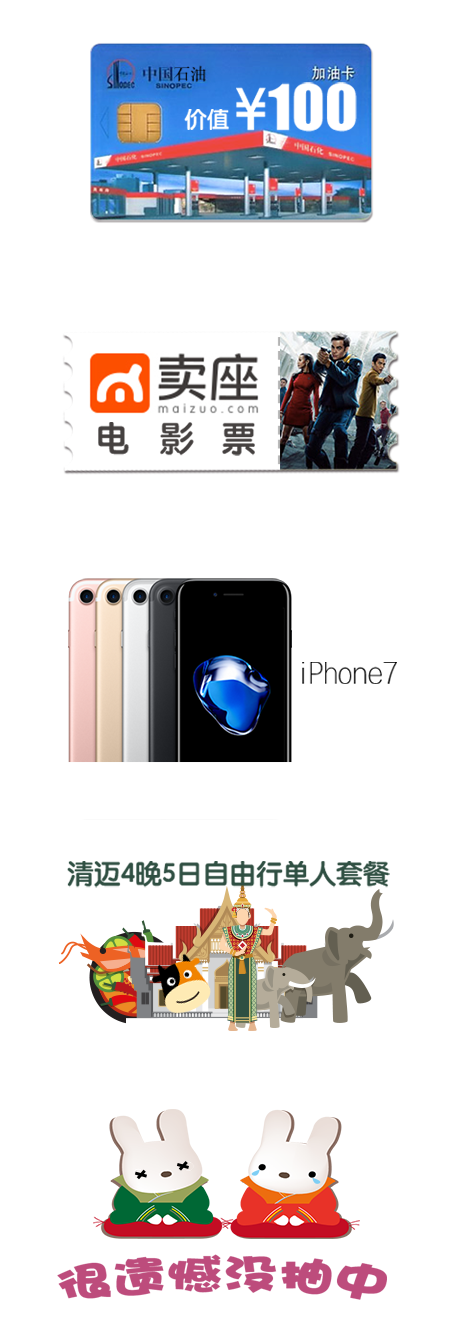 中国石油
SINOPEC
SINOPEC
加油卡
价值¥100
中国石化 SINOPEC
中国石化 SINOPEC
卖座
maizuo.com
电影票
iPhone7
清迈4晚5日自由行单人套餐
很遗憾没抽中